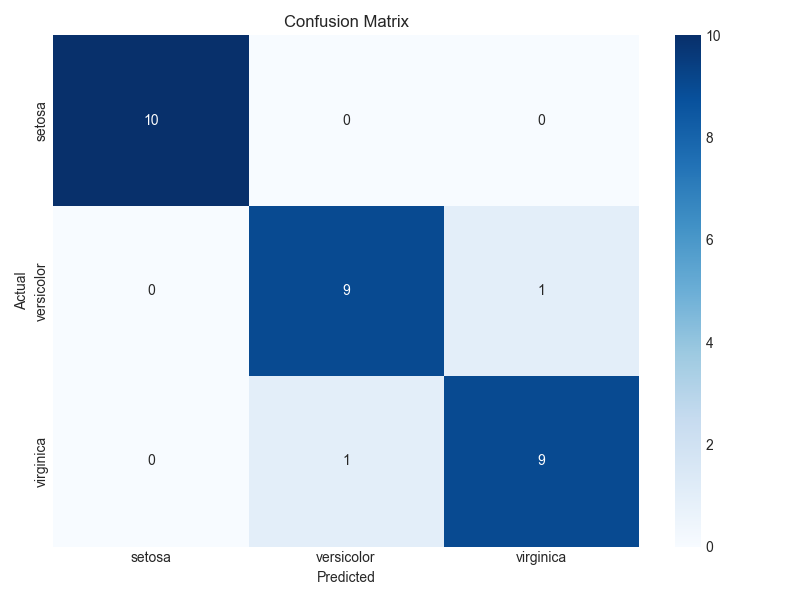 Confusion Matrix
Actual
setosa
10 0 0
versicolor
0 9 1
virginica
0 1 9
setosa versicolor virginica
Predicted
10
8
6
4
2
0